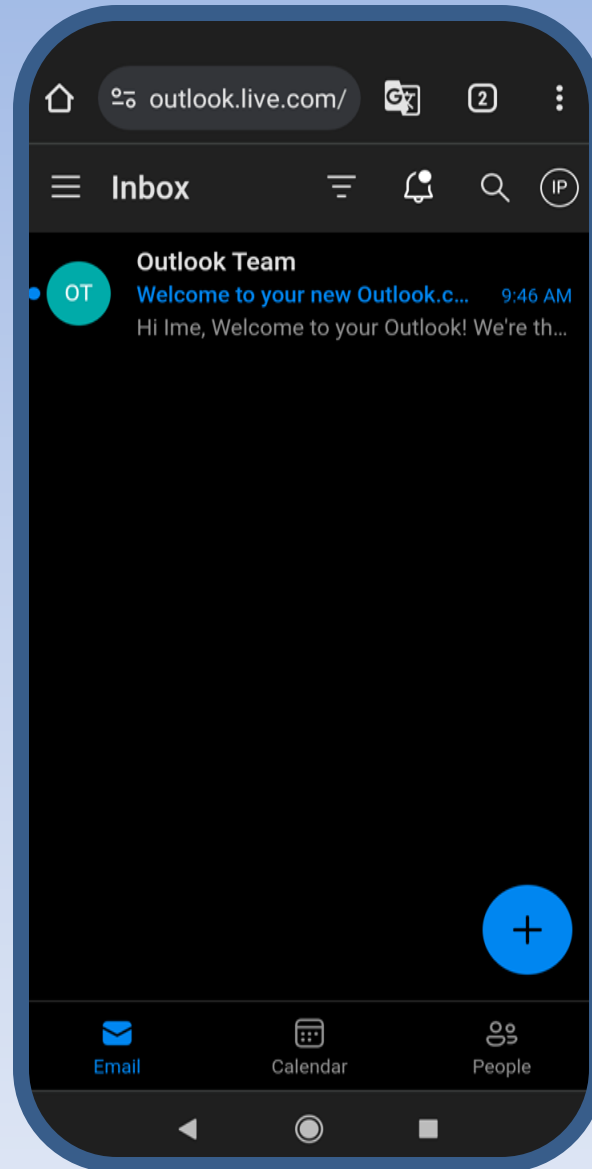 outlook.live.com/
2
Inbox
IP
OT
Outlook Team
Welcome to your new Outlook.c... 9:46 AM
Hi Ime, Welcome to your Outlook! We're th...
Email Calendar People